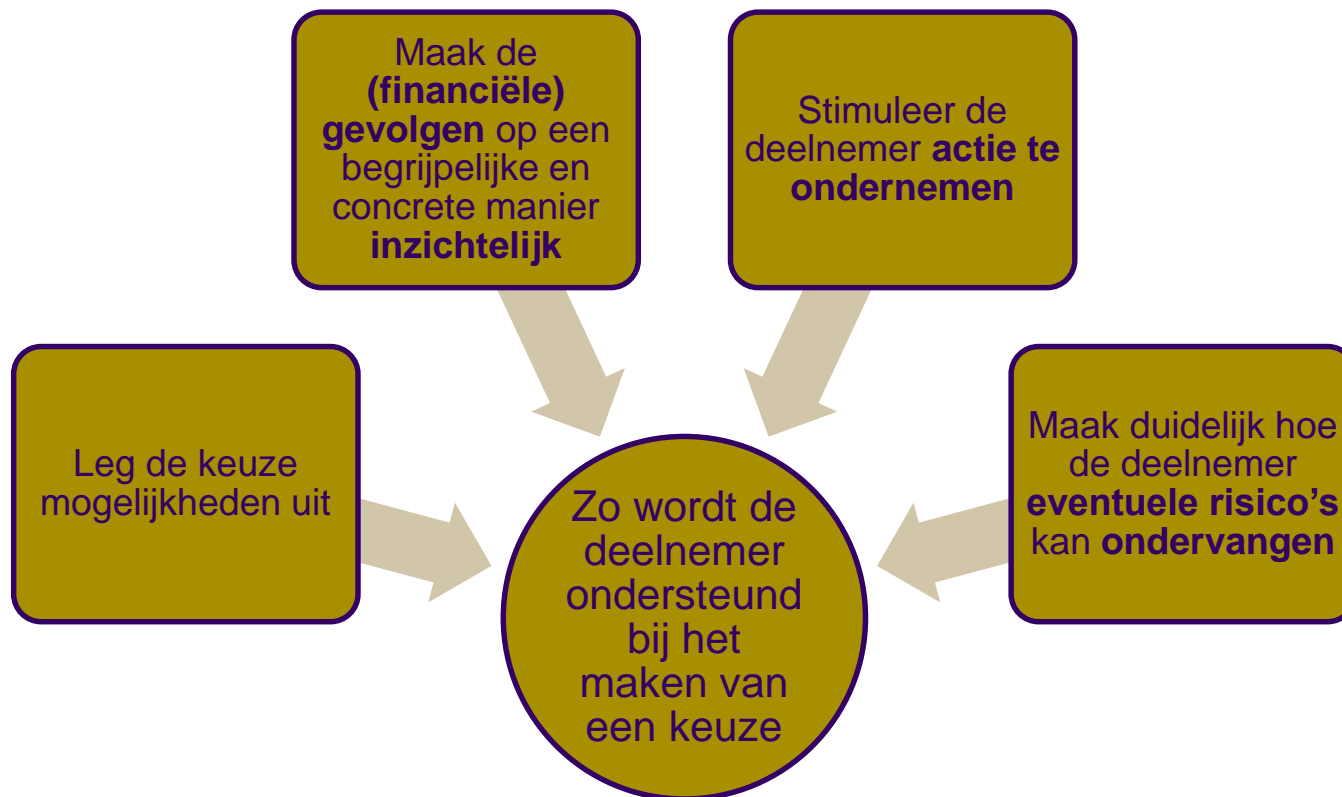 Maak de
(financiële)
gevolgen op een
begrijpelijke en
concrete manier
inzichtelijk
Stimuleer de
deelnemer actie te
ondernemen
Leg de keuze
mogelijkheden uit
Maak duidelijk hoe
de deelnemer
eventuele risico’s
kan ondervangen
Zo wordt de
deelnemer
ondersteund
bij het
maken van
een keuze